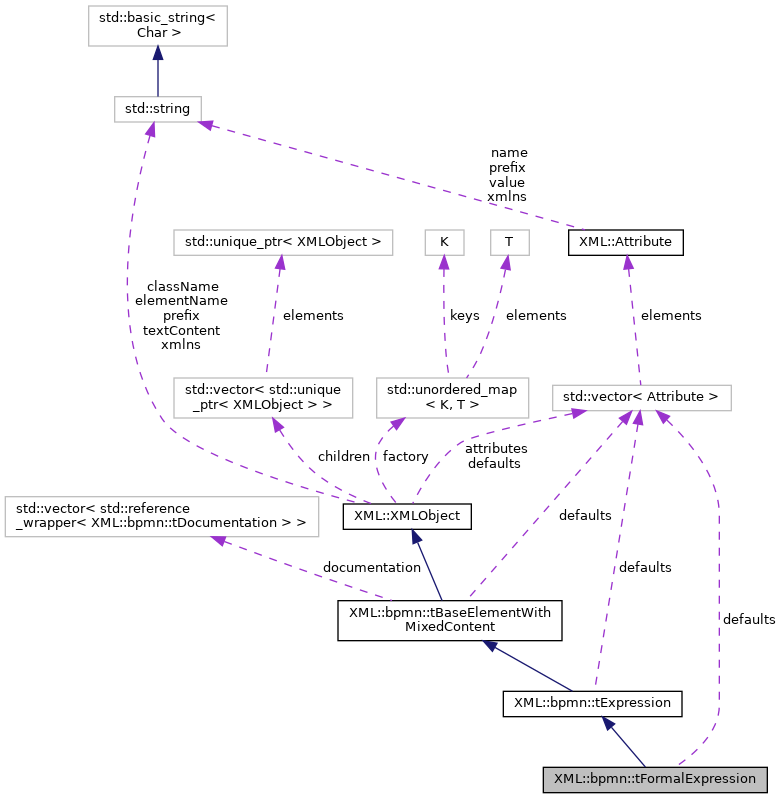 std::basic_string<
Char >
std::string
name
prefix
value
xmlns
std::unique_ptr< XMLObject >
K
T
XML::Attribute
className
elementName
prefix
textContent
xmlns
elements
keys
elements
elements
std::vector< std::unique
_ptr< XMLObject > >
std::unordered_map
< K, T >
std::vector< Attribute >
children
factory
attributes
defaults
std::vector< std::reference
_wrapper< XML::bpmn::tDocumentation > >
XML::XMLObject
defaults
documentation
defaults
XML::bpmn::tBaseElementWith
MixedContent
defaults
XML::bpmn::tExpression
XML::bpmn::tFormalExpression